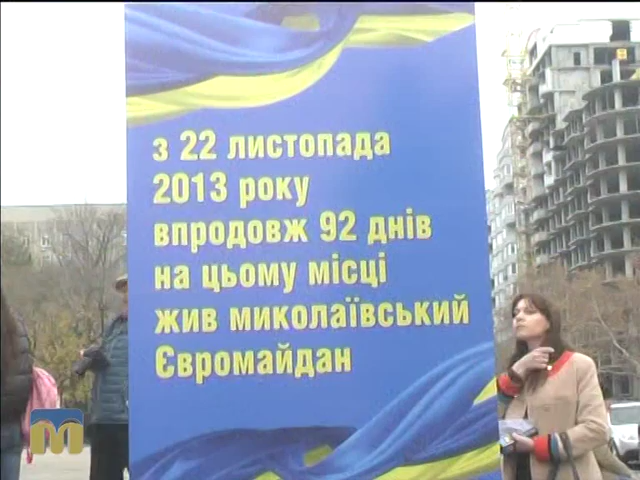 з 22 листопада
2013 року
впродовж 92 днів
на цьому місці
жив миколаївський
Євромайдан
М